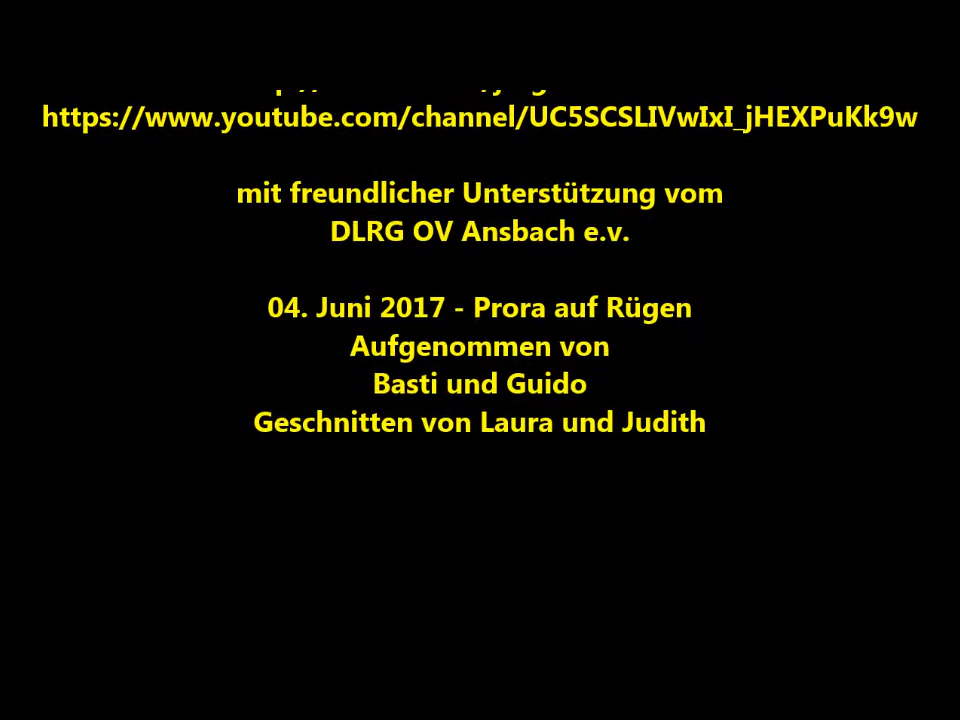 https://www.youtube.com/channel/UC5SCSLIVwIxI_jHEXPuKk9w
mit freundlicher Unterstützung vom
DLRG OV Ansbach e.v.
04. Juni 2017 - Prora auf Rügen
Aufgenommen von
Basti und Guido
Geschnitten von Laura und Judith